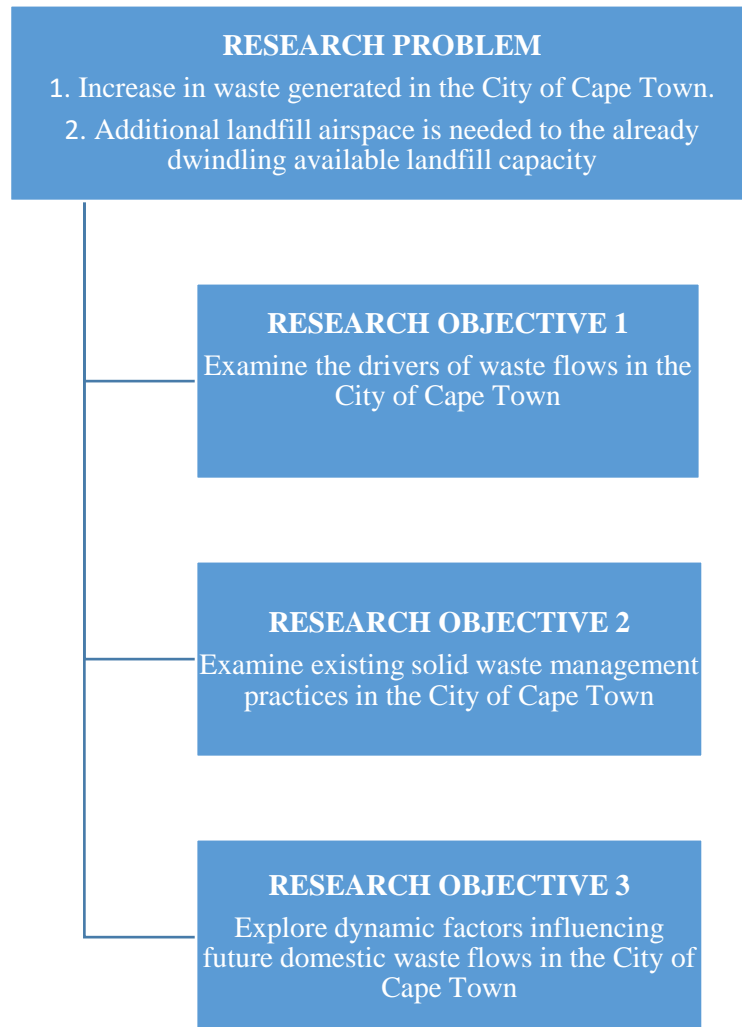 RESEARCH PROBLEM
1. Increase in waste generated in the City of Cape Town.
2. Additional landfill airspace is needed to the already
dwindling available landfill capacity
RESEARCH OBJECTIVE 1
Examine the drivers of waste flows in the
City of Cape Town
RESEARCH OBJECTIVE 2
Examine existing solid waste management
practices in the City of Cape Town
RESEARCH OBJECTIVE 3
Explore dynamic factors influencing
future domestic waste flows in the City of
Cape Town